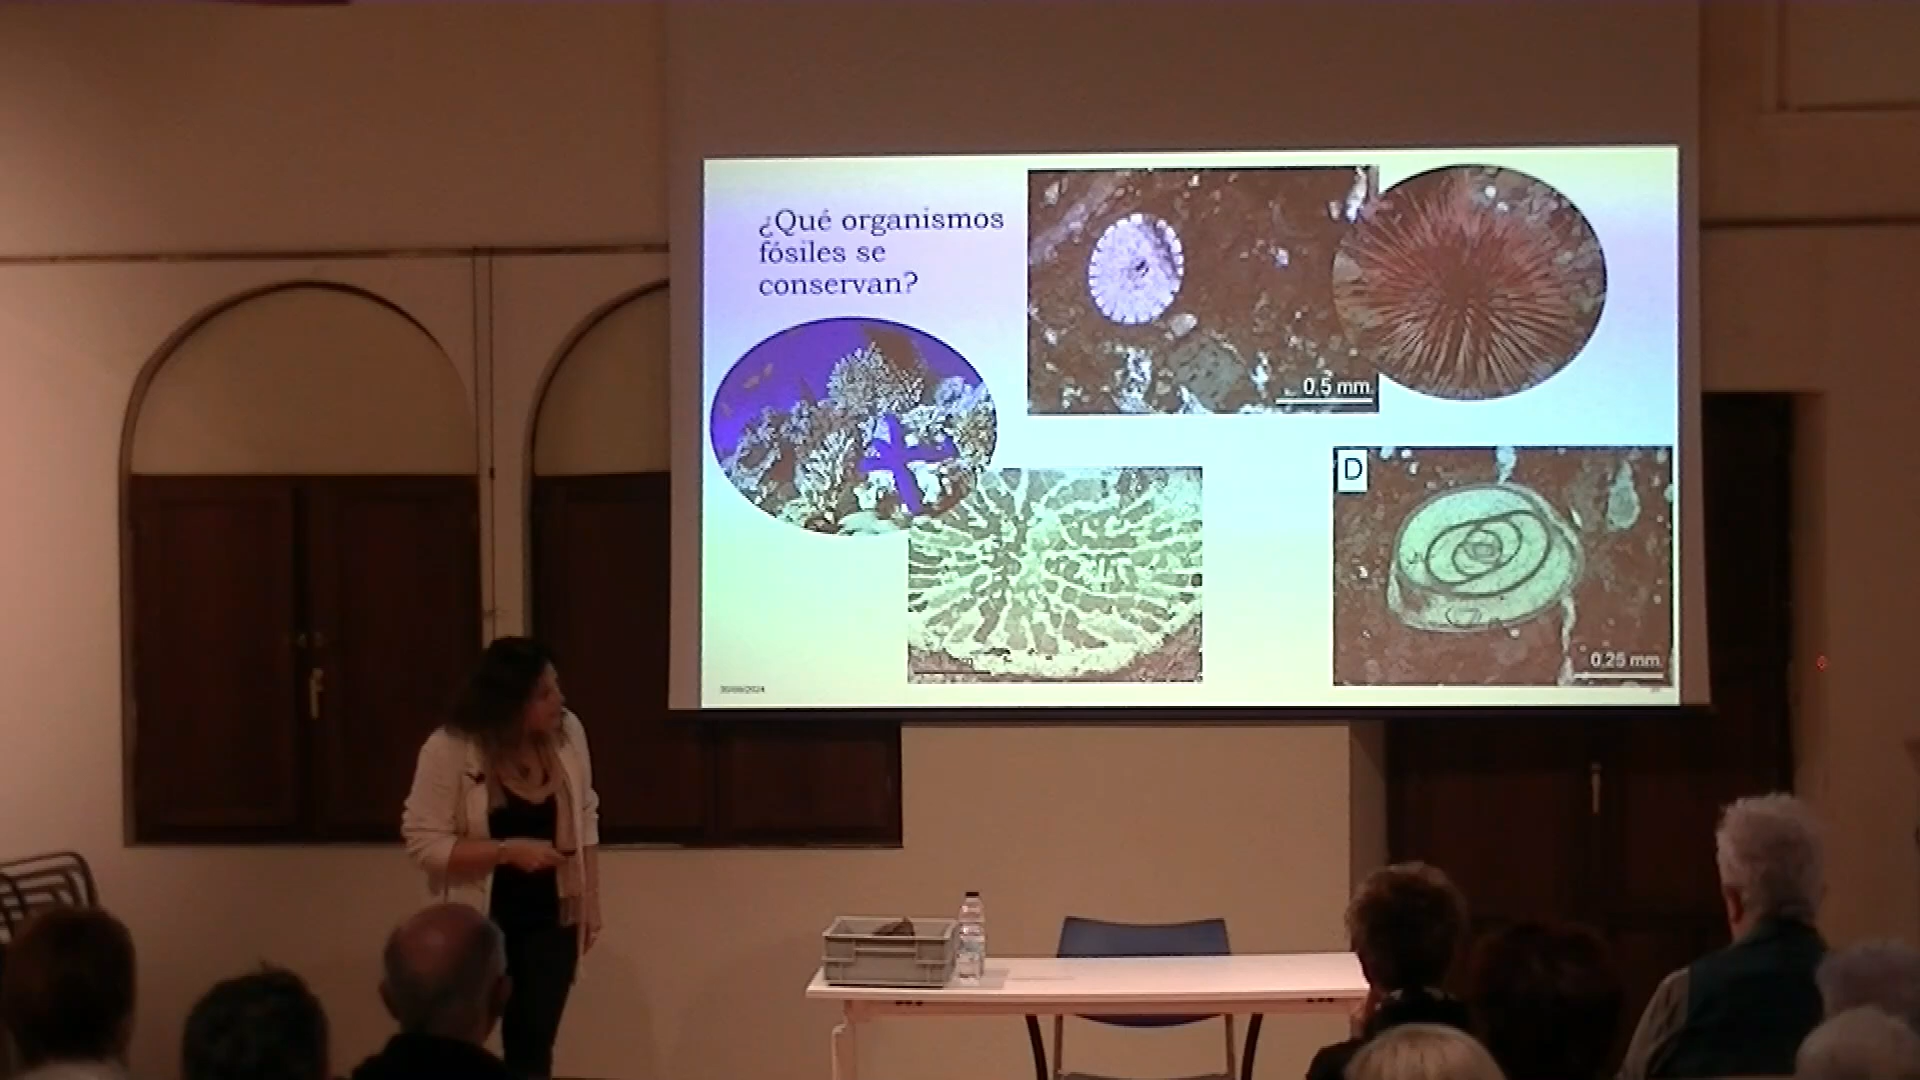 ¿Qué organismos
fósiles se
conservan?
0.5 mm
D
0.25 mm